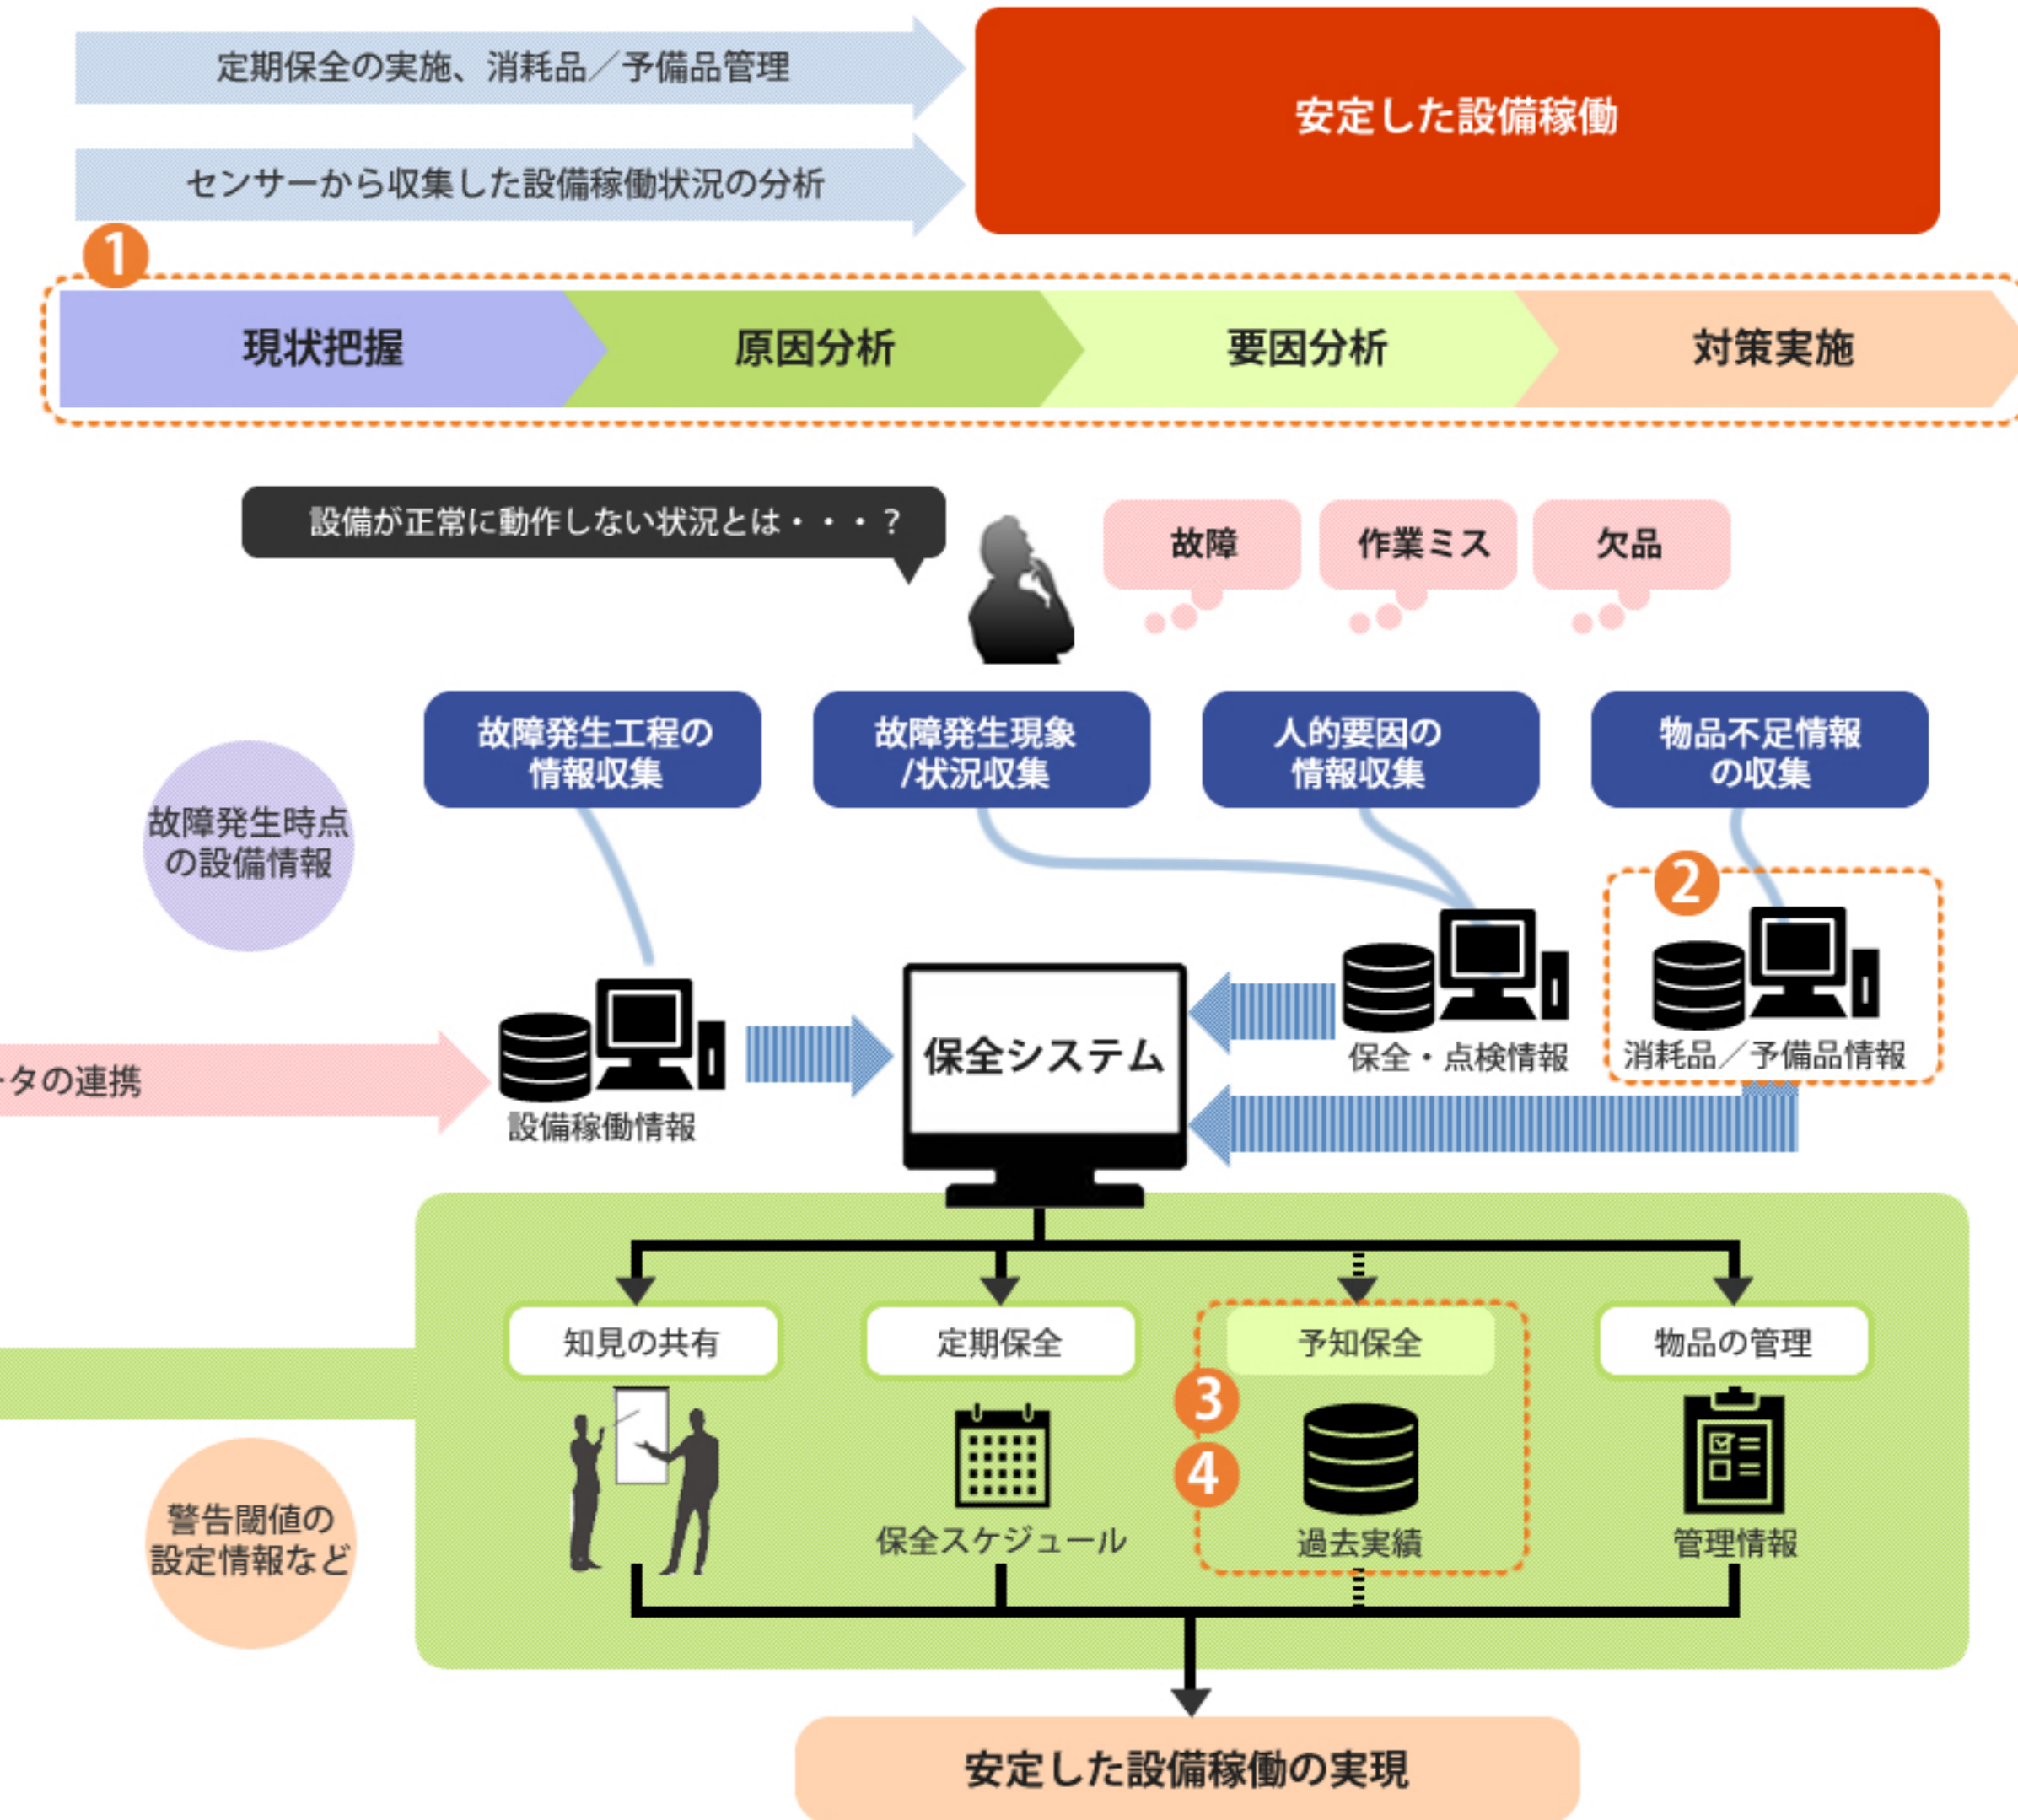 定期保全の実施、消耗品／予備品管理
センサーから収集した設備稼働状況の分析
安定した設備稼働
1
現状把握
原因分析
要因分析
対策実施
設備が正常に動作しない状況とは・・・？
故障
作業ミス
欠品
故障発生時点
の設備情報
故障発生工程の
情報収集
故障発生現象
/状況収集
人的要因の
情報収集
物品不足情報
の収集
2
ータの連携
設備稼働情報
保全システム
保全・点検情報
消耗品／予備品情報
知見の共有
定期保全
予知保全
物品の管理
3
4
保全スケジュール
過去実績
管理情報
警告閾値の
設定情報など
安定した設備稼働の実現